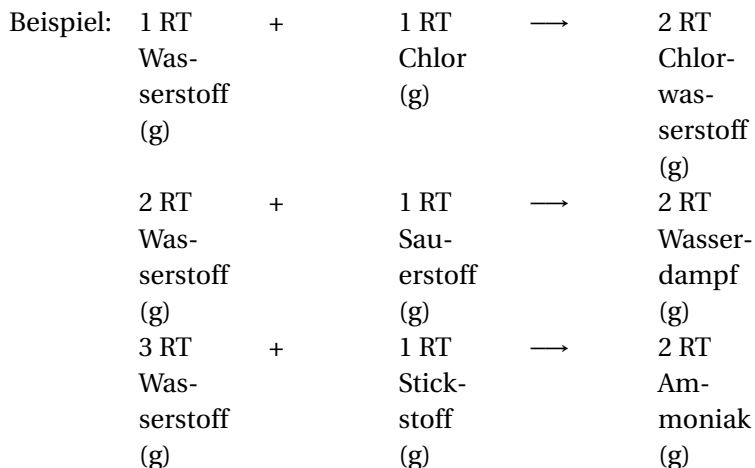 Beispiel: 1 RT + 1 RT ⟶ 2 RT
Was- Chlor Chlor-
serstoff (g) was-
(g) serstoff
(g)
2 RT + 1 RT ⟶ 2 RT
Was- Sau- Wasser-
serstoff erstoff dampf
(g) (g) (g)
3 RT + 1 RT ⟶ 2 RT
Was- Stick- Am-
serstoff stoff moniak
(g) (g) (g)